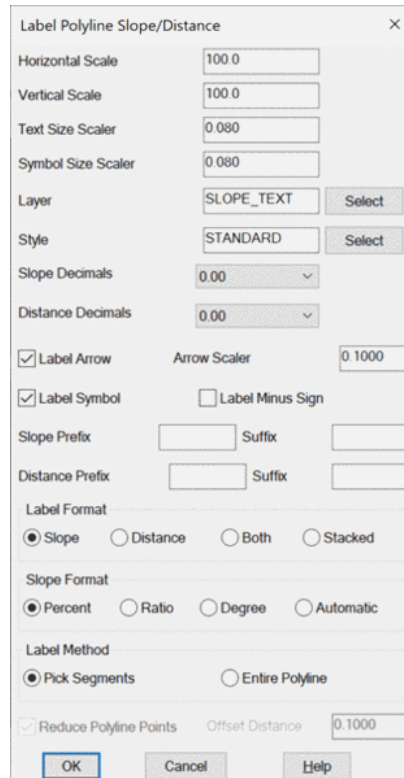 Label Polyline Slope/Distance ×
Horizontal Scale 100.0
Vertical Scale 100.0
Text Size Scaler 0.080
Symbol Size Scaler 0.080
Layer SLOPE_TEXT Select
Style STANDARD Select
Slope Decimals 0.00
Distance Decimals 0.00
Label Arrow Arrow Scaler 0.1000
Label Symbol Label Minus Sign
Slope Prefix Suffix
Distance Prefix Suffix
Label Format
Slope Distance Both Stacked
Slope Format
Percent Ratio Degree Automatic
Label Method
Pick Segments Entire Polyline
Reduce Polyline Points Offset Distance 0.1000
OK Cancel Help